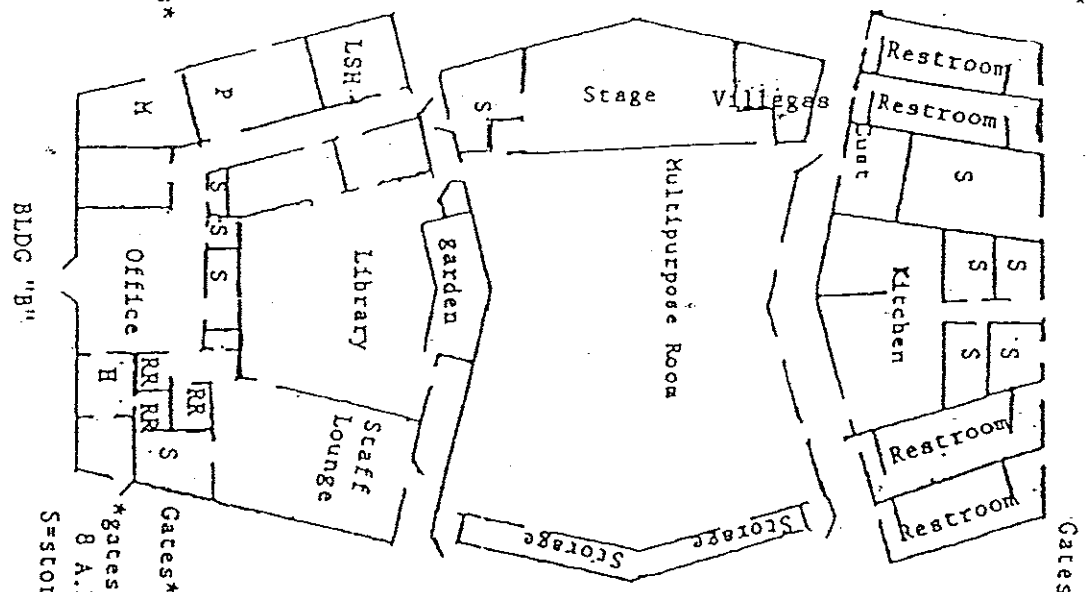 Restroom
Restroom
Cust
S
S
S
Kitchen
S
S
Restroom
Restroom
Gates
Stage
Villegas
S
Multipurpose Room
Storage
Storage
LSH
P
M
garden
Library
Staff
Lounge
S
S
S
Office
RR
RR
RR
H
S
BLDG "B"
Gates*
*gates
8 A.
S=stor